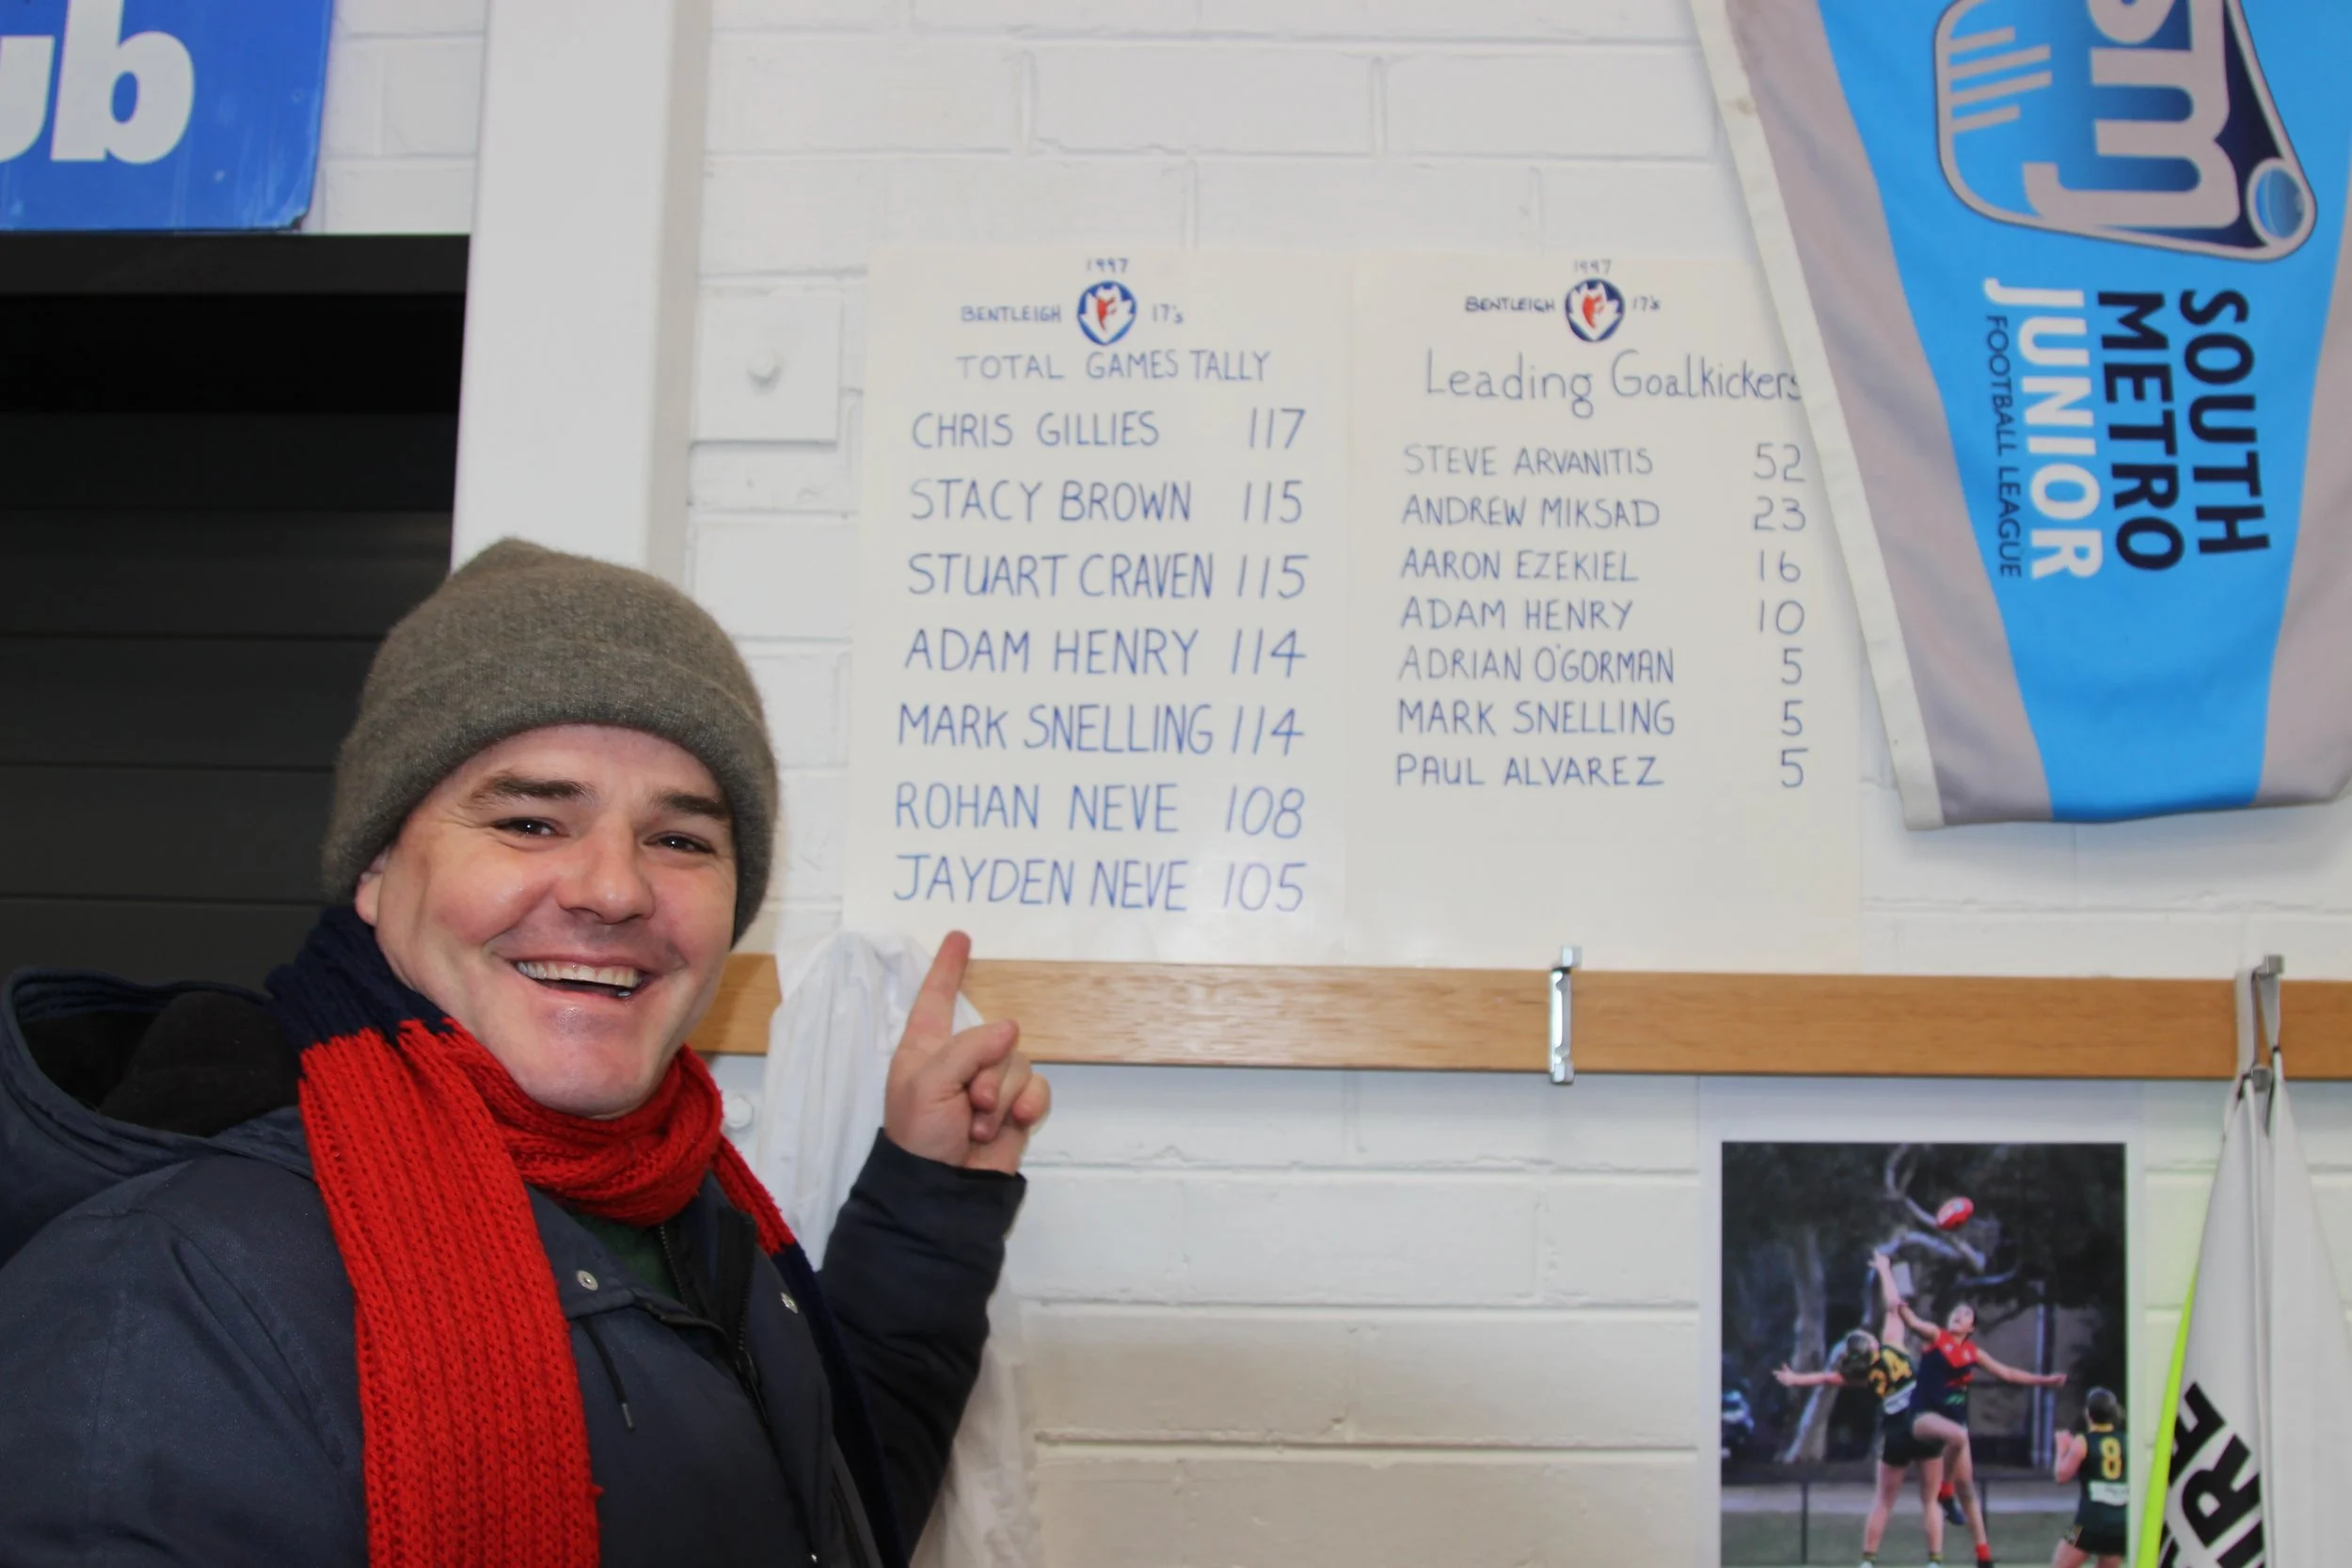 ub
1997
BENTLEIGH 17's
TOTAL GAMES TALLY
CHRIS GILLIES 117
STACY BROWN 115
STUART CRAVEN 115
ADAM HENRY 114
MARK SNELLING 114
ROHAN NEVE 108
JAYDEN NEVE 105
1997
BENTLEIGH 17's
Leading Goalkickers
STEVE ARVANITIS 52
ANDREW MIKSAD 23
AARON EZEKIEL 16
ADAM HENRY 10
ADRIAN O'GORMAN 5
MARK SNELLING 5
PAUL ALVAREZ 5
smj
SOUTH
METRO
JUNIOR
FOOTBALL LEAGUE
34
8